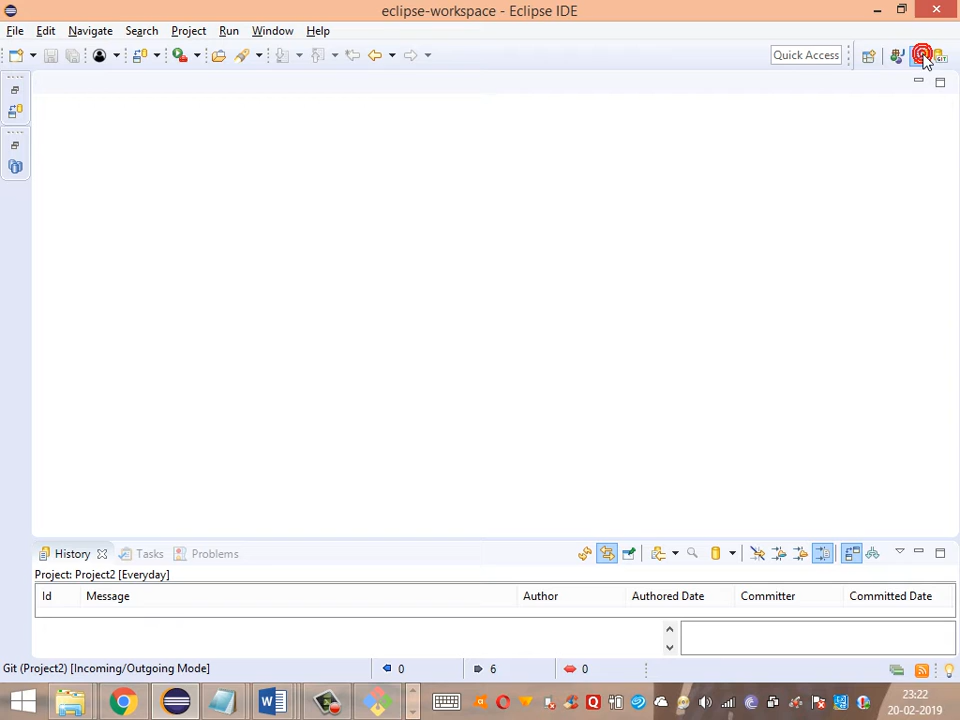 eclipse-workspace - Eclipse IDE
File Edit Navigate Search Project Run Window Help
Quick Access
GIT
History Tasks Problems
Project: Project2 [Everyday]
Id Message Author Authored Date Committer Committed Date
Git (Project2) [Incoming/Outgoing Mode] 0 6 0
23:22
20-02-2019